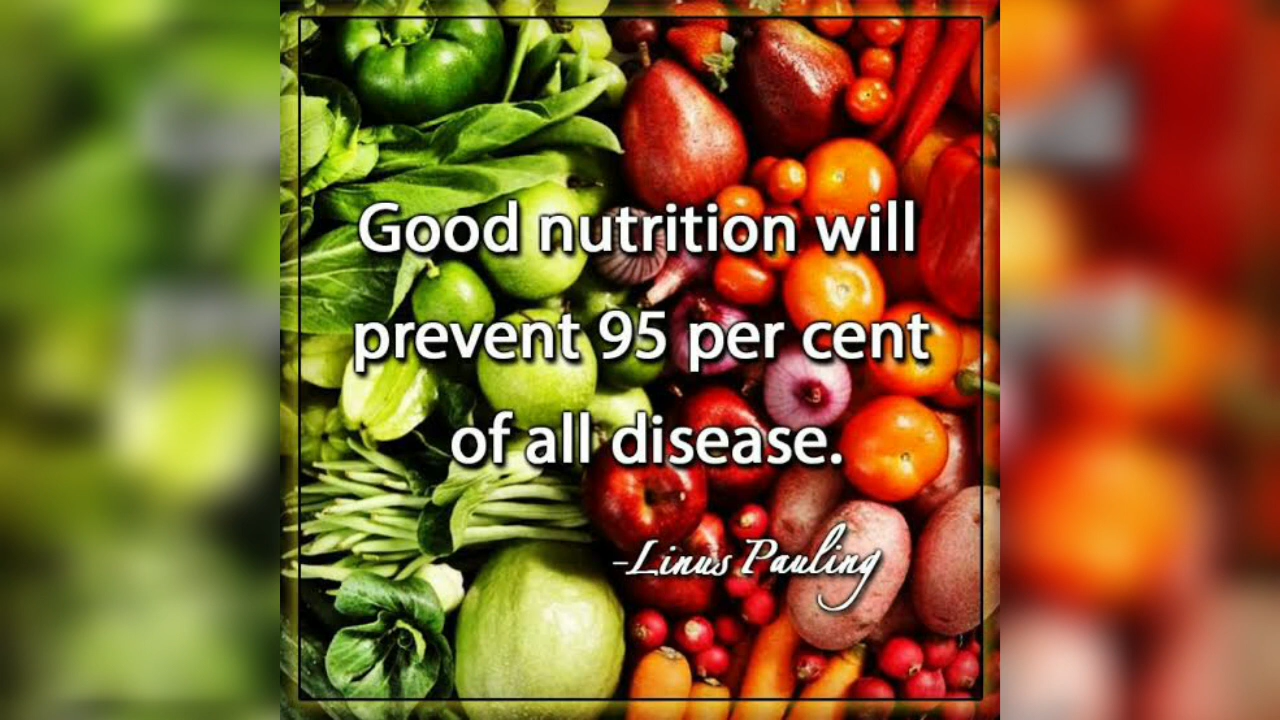 Good nutrition will
prevent 95 per cent
of all disease.
-Linus Pauling